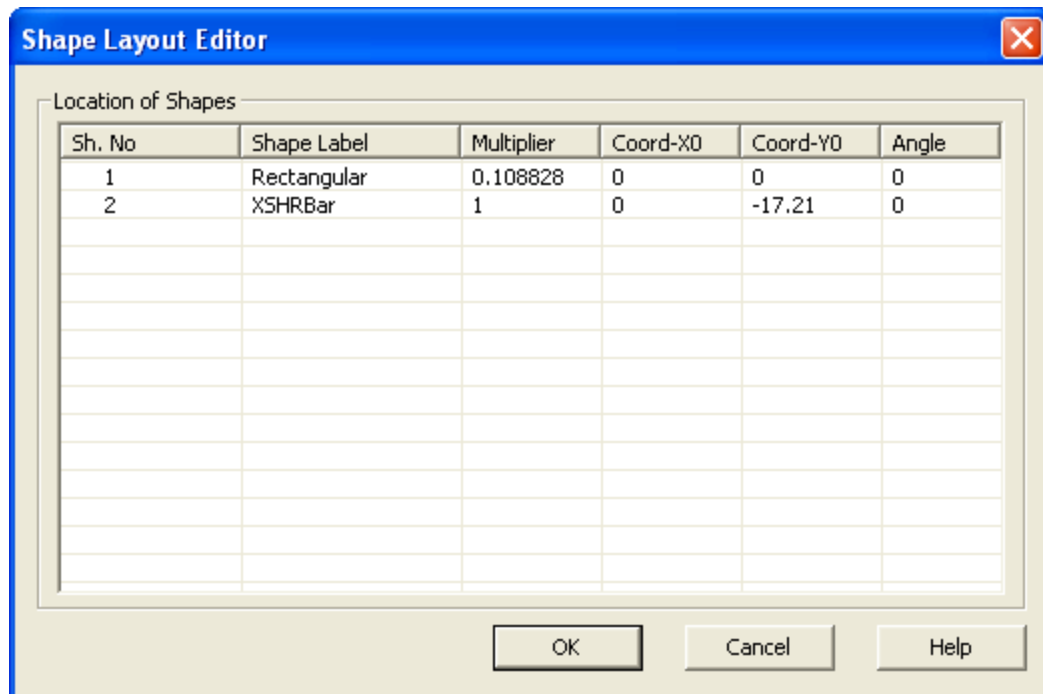 Shape Layout Editor
Location of Shapes
Sh. No Shape Label Multiplier Coord-X0 Coord-Y0 Angle
1 Rectangular 0.108828 0 0 0
2 XSHRBar 1 0 -17.21 0
OK Cancel Help